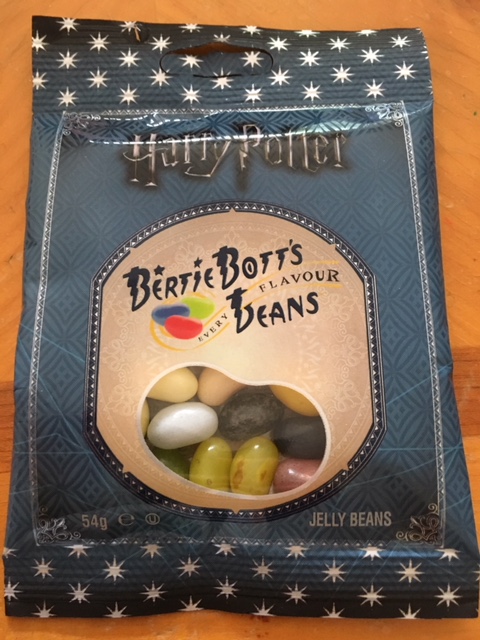 Harry Potter
BERTIE BOTT'S
EVERY FLAVOUR
BEANS
54g e U
JELLY BEANS